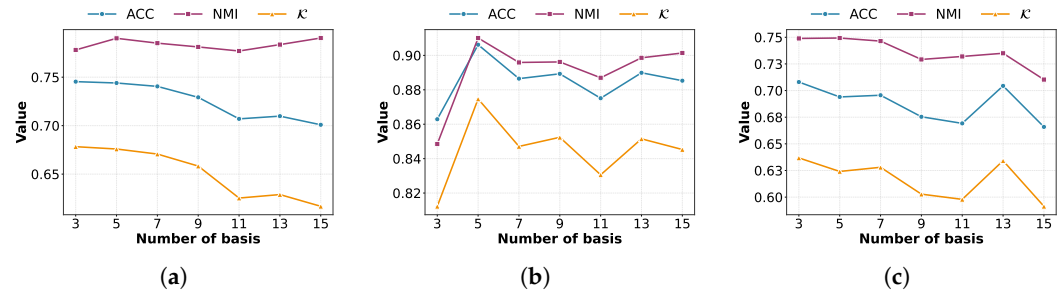 ACC NMI 𝒦
0.75
0.70
0.65
Value
3 5 7 9 11 13 15
Number of basis
(a)
ACC NMI 𝒦
0.90
0.88
0.86
0.84
0.82
Value
3 5 7 9 11 13 15
Number of basis
(b)
ACC NMI 𝒦
0.75
0.73
0.70
0.68
0.65
0.63
0.60
Value
3 5 7 9 11 13 15
Number of basis
(c)